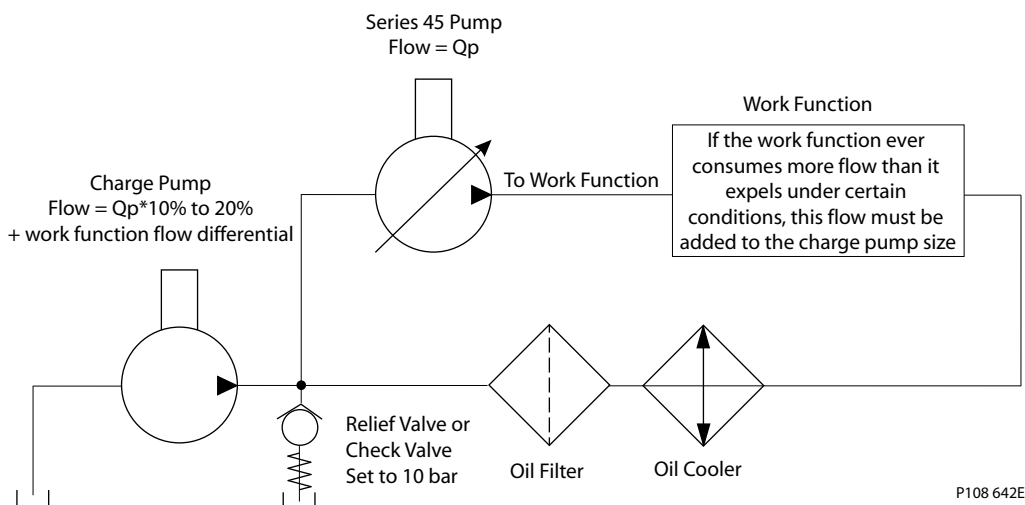 Series 45 Pump
Flow = Qp
Work Function
If the work function ever
consumes more flow than it
expels under certain
conditions, this flow must be
added to the charge pump size
To Work Function
Charge Pump
Flow = Qp*10% to 20%
+ work function flow differential
Relief Valve or
Check Valve
Set to 10 bar
Oil Filter
Oil Cooler
P108 642E